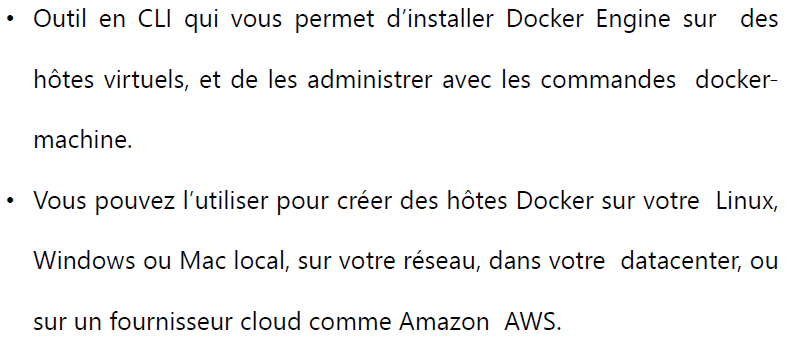 • Outil en CLI qui vous permet d’installer Docker Engine sur des
hôtes virtuels, et de les administrer avec les commandes docker-
machine.
• Vous pouvez l’utiliser pour créer des hôtes Docker sur votre Linux,
Windows ou Mac local, sur votre réseau, dans votre datacenter, ou
sur un fournisseur cloud comme Amazon AWS.